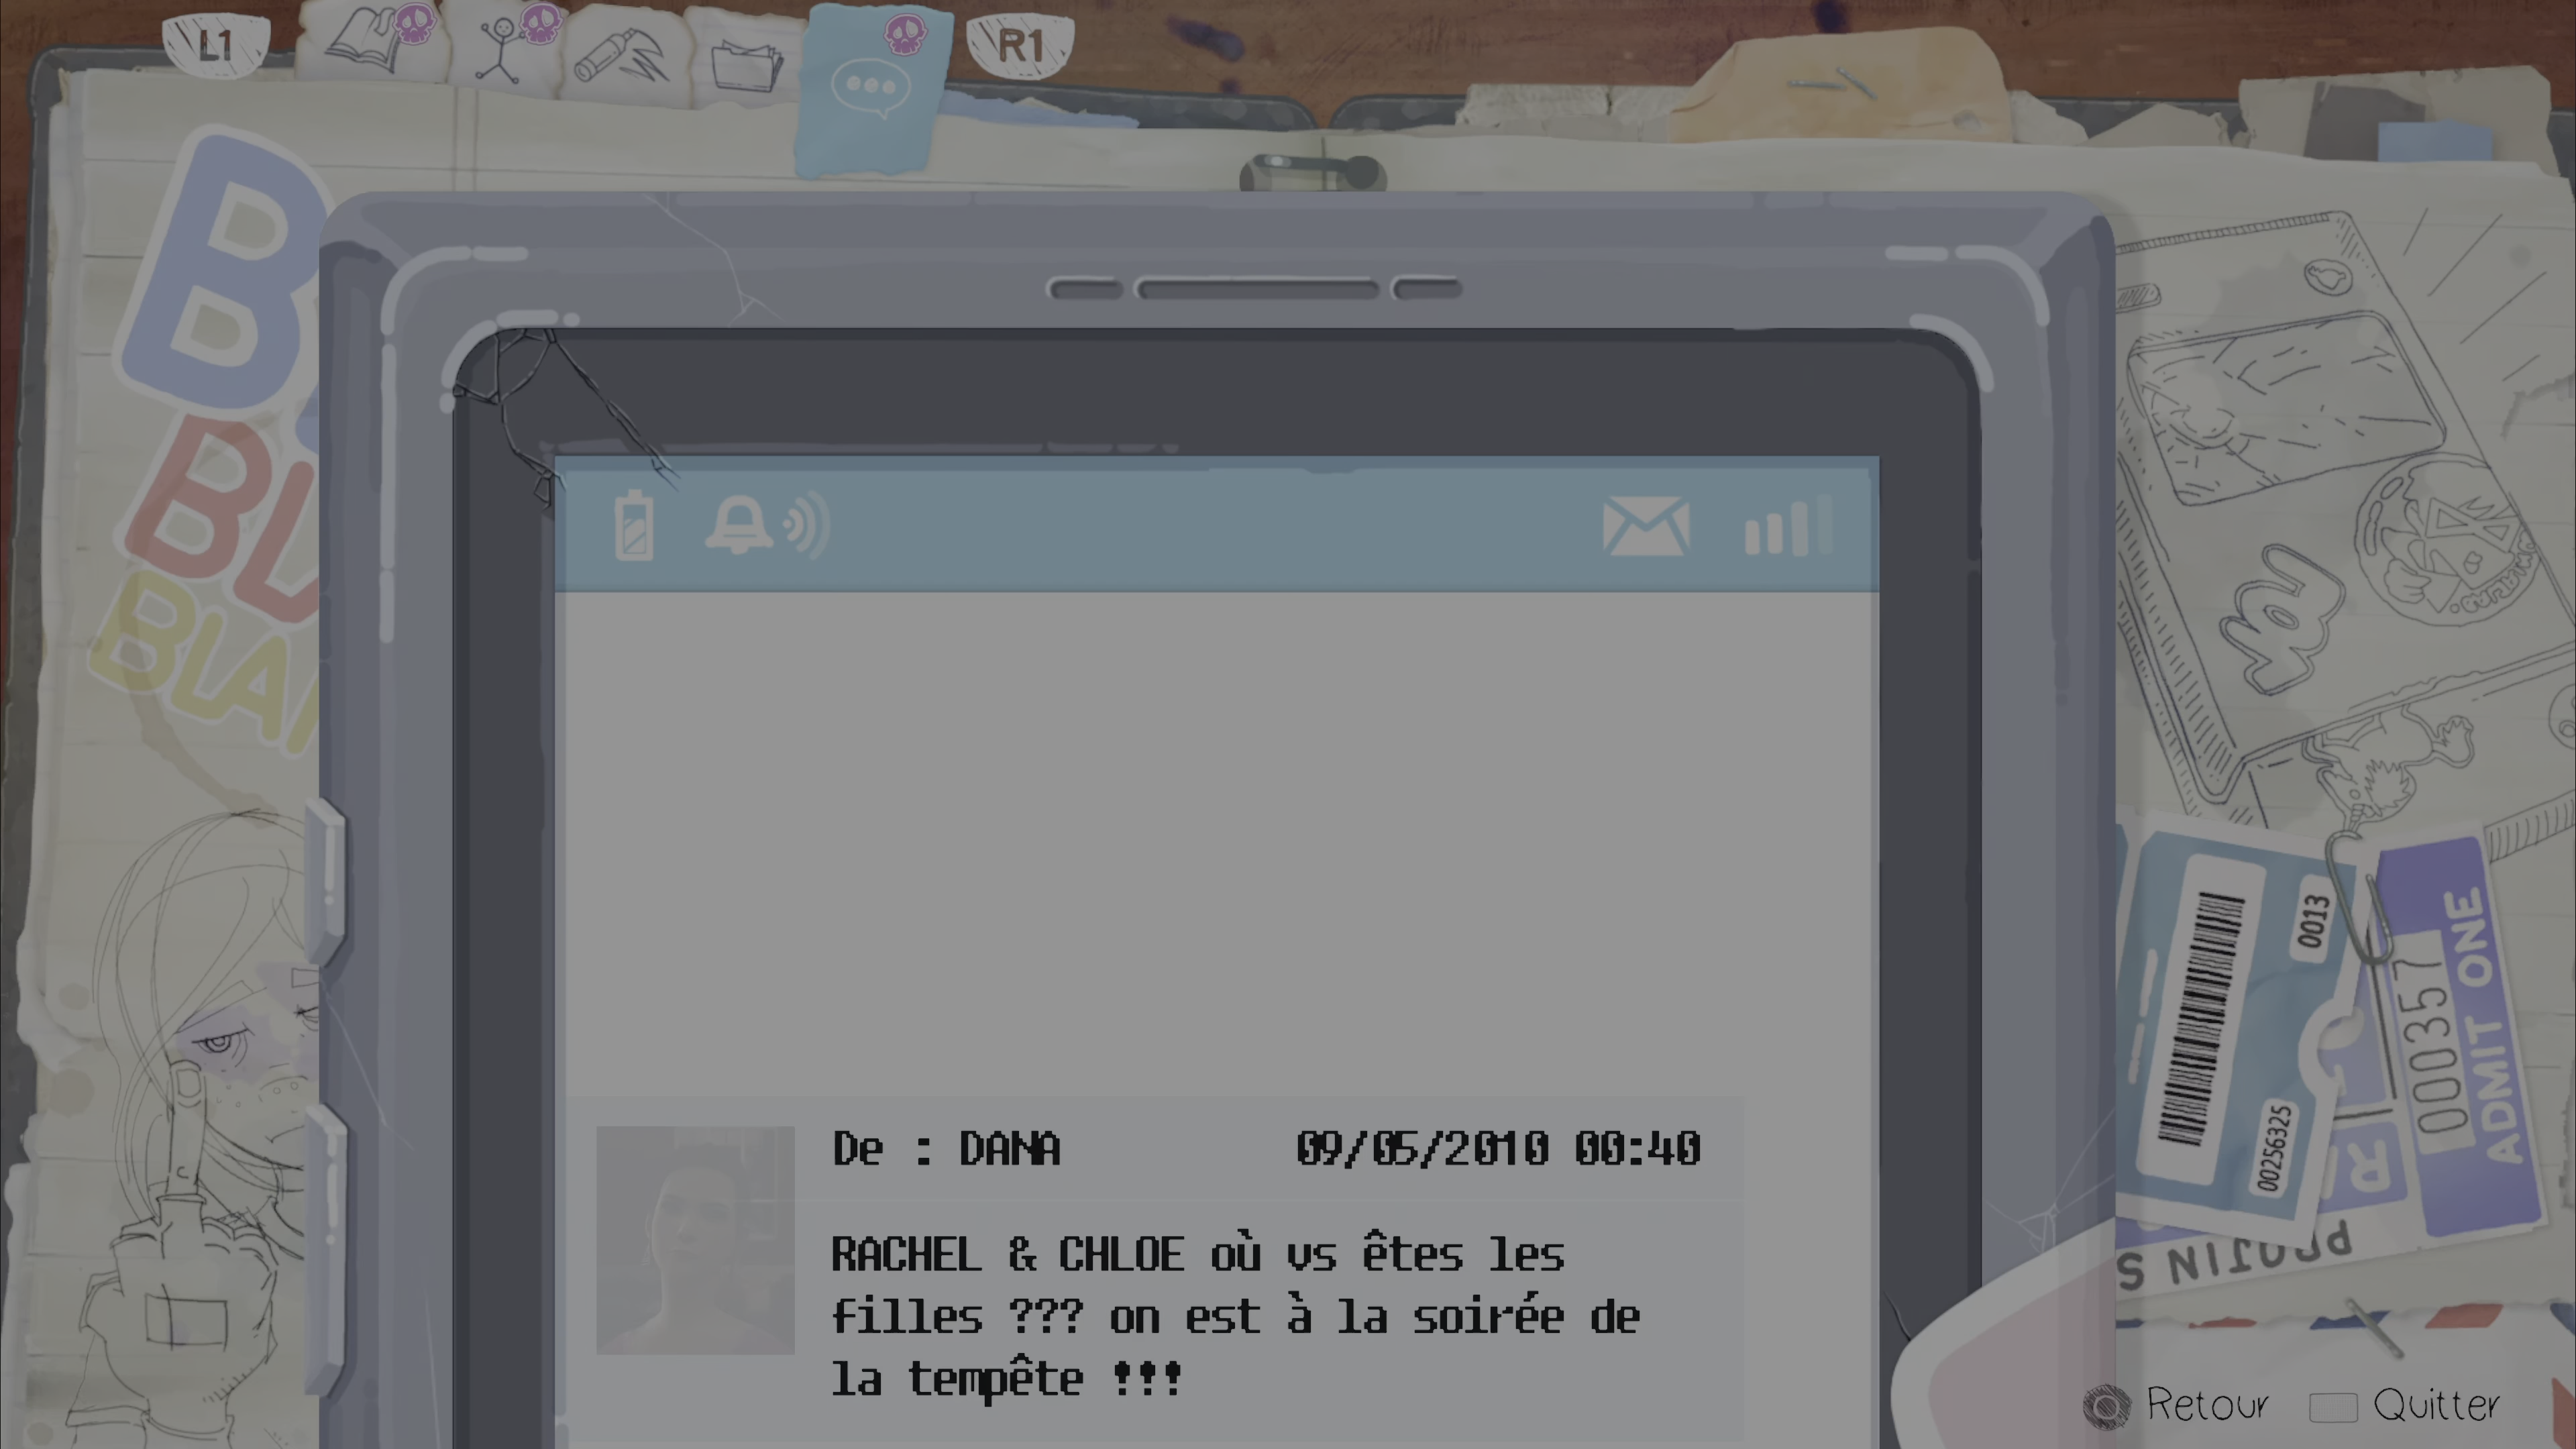 L1
R1
BLA
De : DANA
09/05/2010 00:40
RACHEL & CHLOE où vs êtes les
filles ??? on est à la soirée de
la tempête !!!
0013
00256325
000357
ADMIT ONE
Retour
Quitter